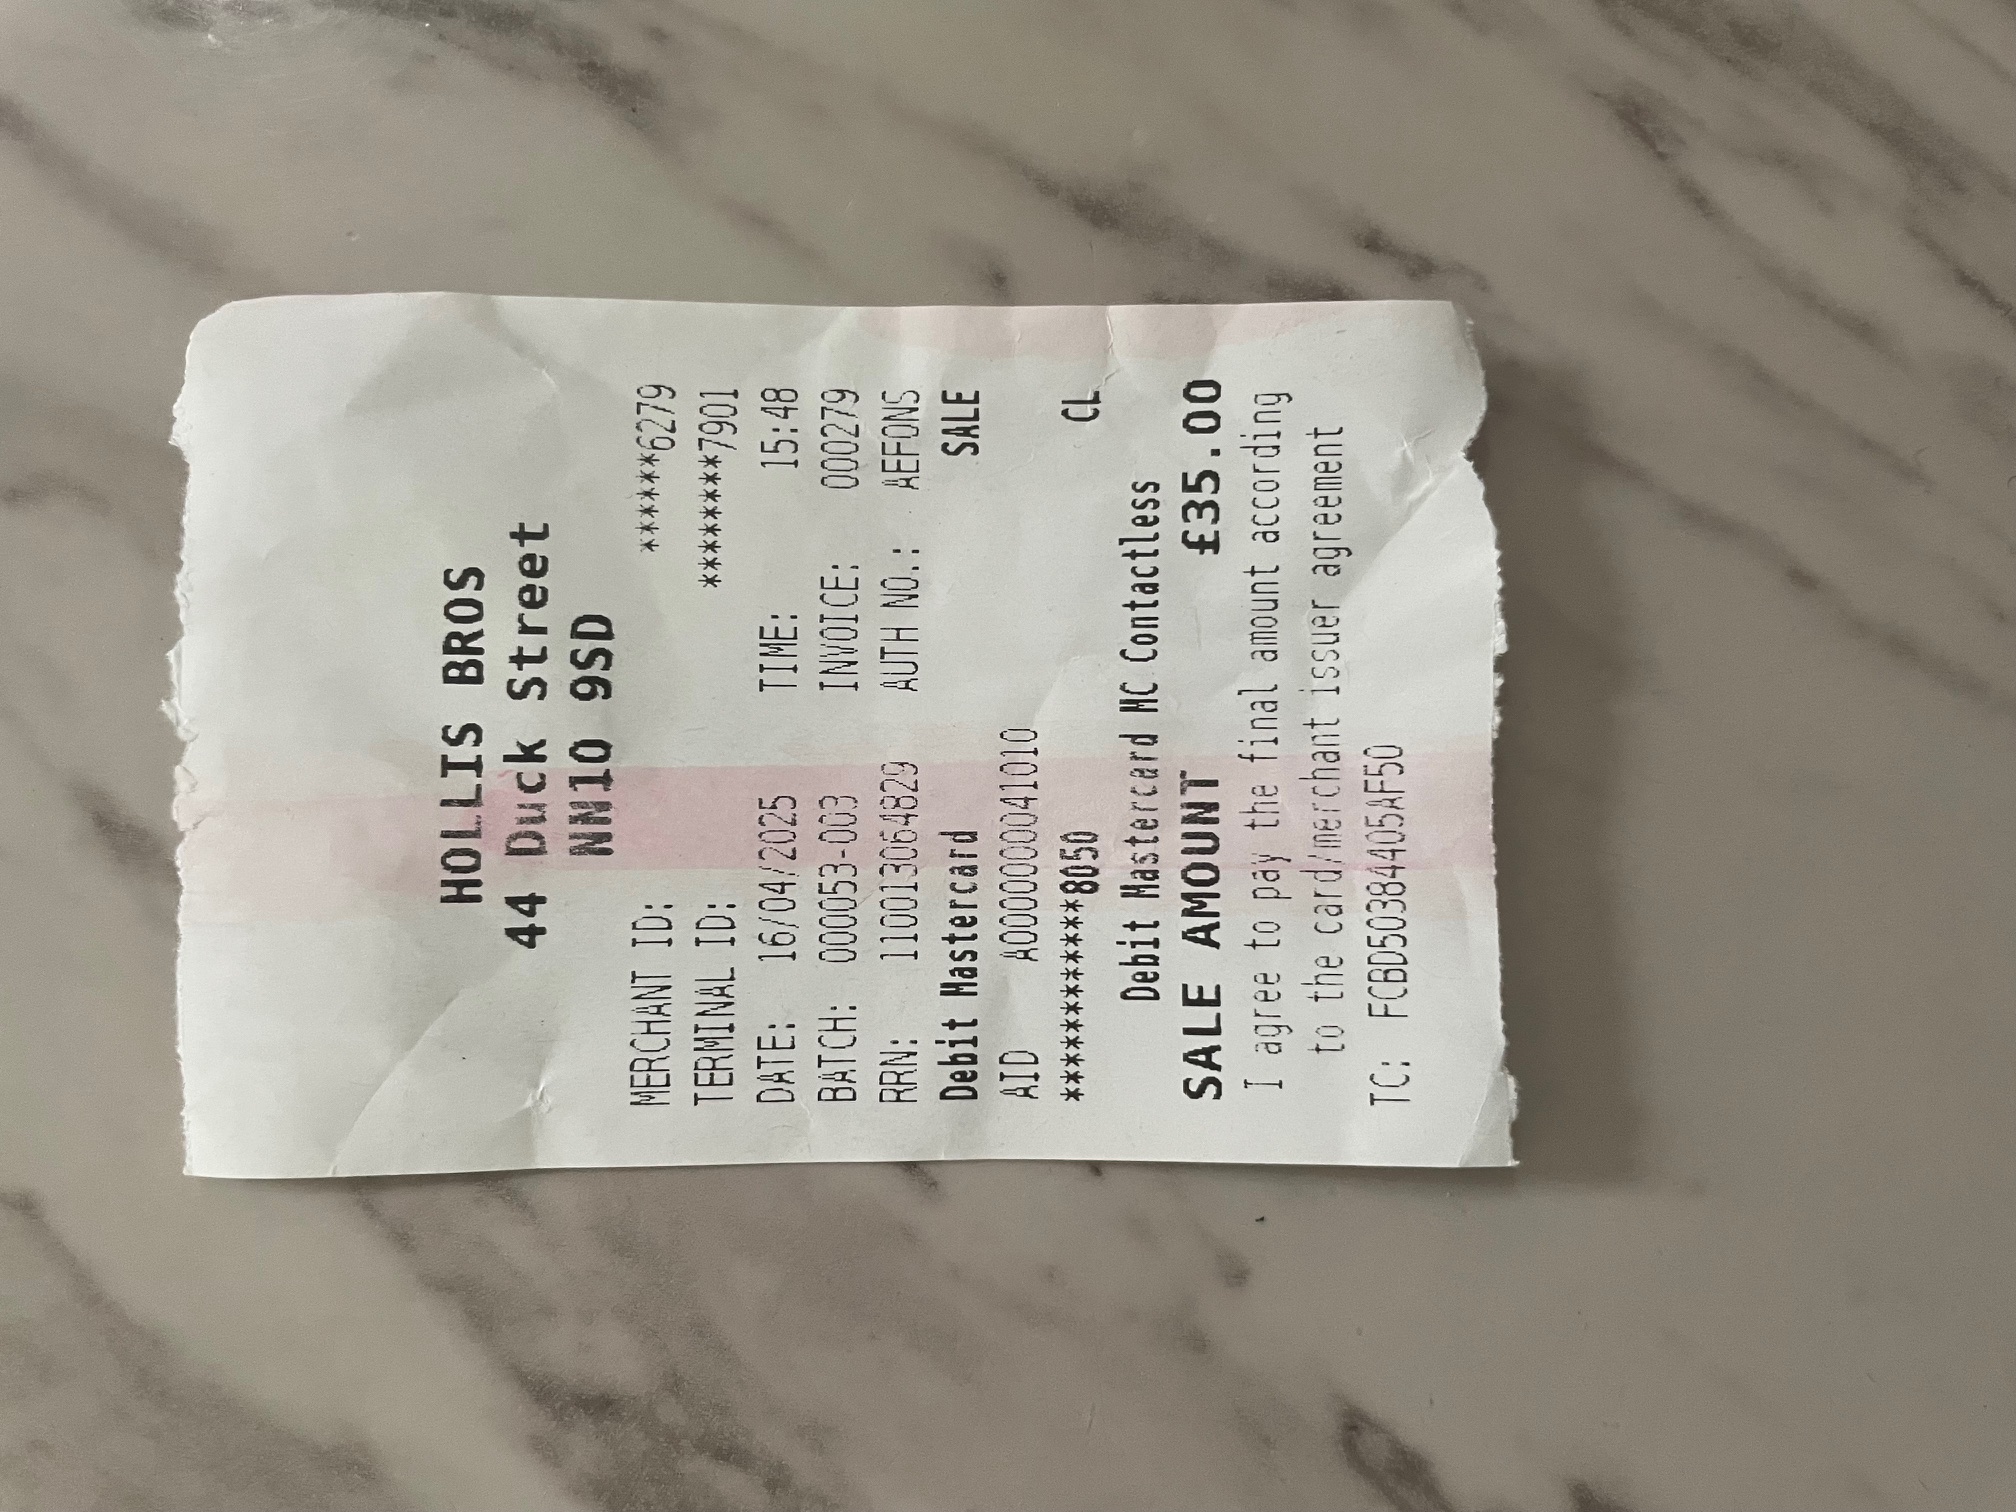 HOLLIS BROS
44 Duck Street
NN10 9SD
MERCHANT ID: ******6279
TERMINAL ID: ********7901
DATE: 16/04/2025 TIME: 15:48
BATCH: 000053-003 INVOICE: 000279
RRN: 110013064829 AUTH NO.: AEFONS
Debit Mastercard SALE
AID A0000000041010
************8050 CL
Debit Mastercard MC Contactless
SALE AMOUNT £35.00
I agree to pay the final amount according
to the card/merchant issuer agreement
TC: FCBD50384405AF50